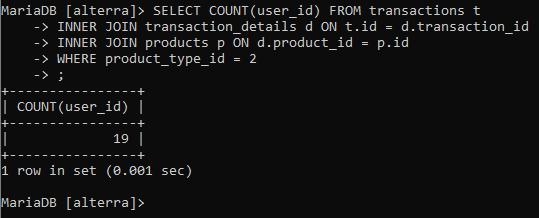 MariaDB [alterra]> SELECT COUNT(user_id) FROM transactions t
    -> INNER JOIN transaction_details d ON t.id = d.transaction_id
    -> INNER JOIN products p ON d.product_id = p.id
    -> WHERE product_type_id = 2
    -> ;
+----------------+
| COUNT(user_id) |
+----------------+
|             19 |
+----------------+
1 row in set (0.001 sec)
MariaDB [alterra]>